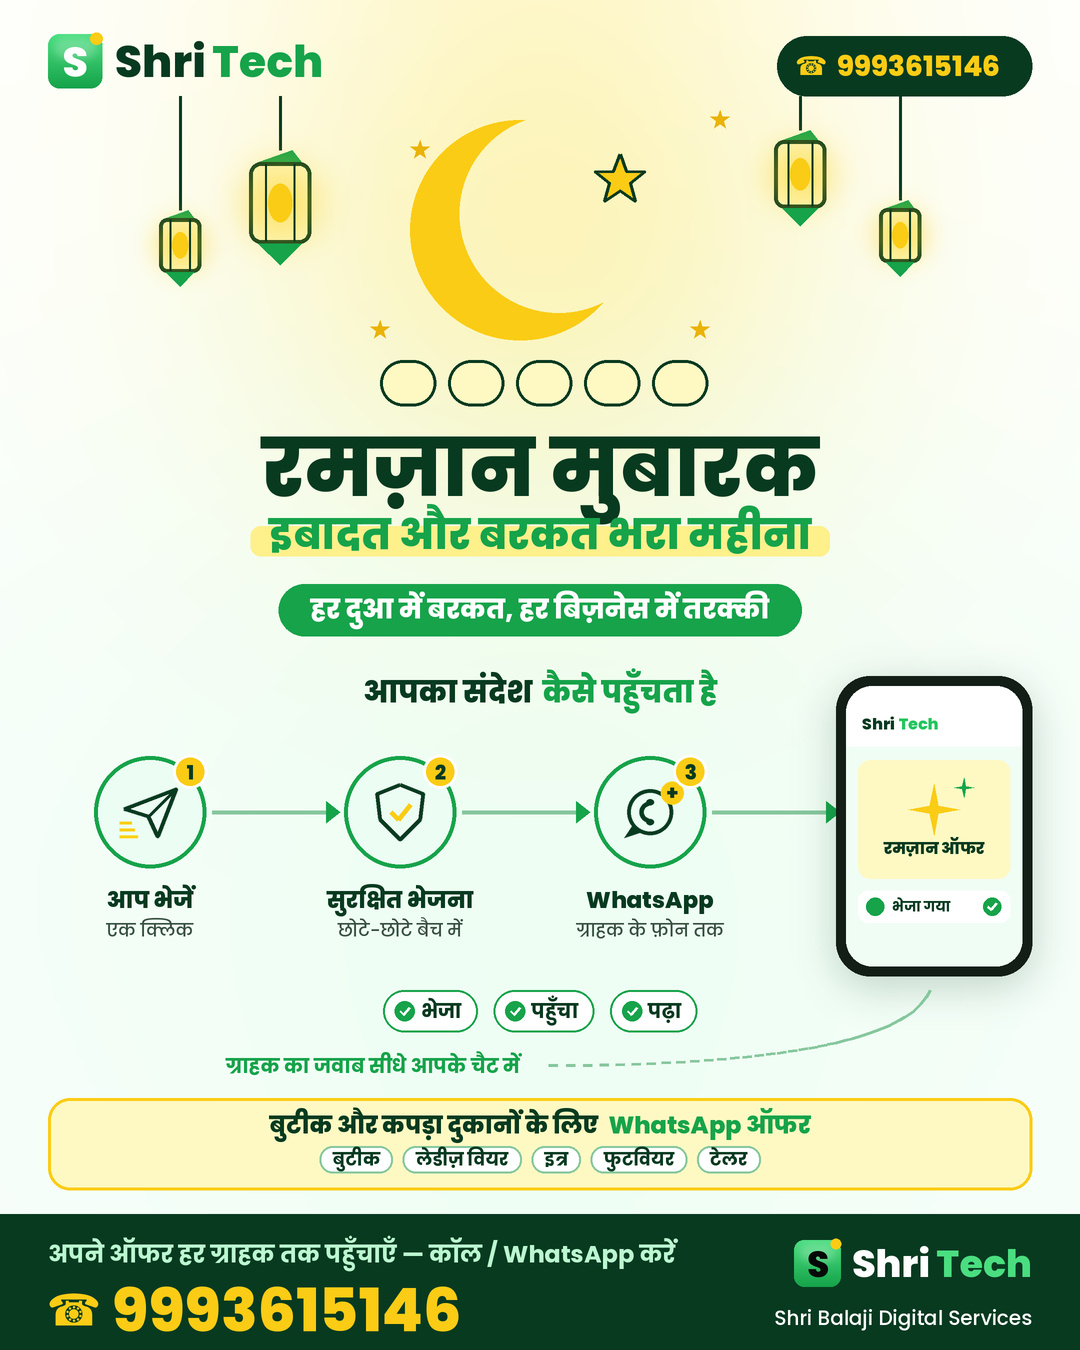 S Shri Tech
☎ 9993615146
रमज़ान मुबारक
इबादत और बरकत भरा महीना
हर दुआ में बरकत, हर बिज़नेस में तरक्की
आपका संदेश कैसे पहुँचता है
1
2
3
आप भेजें
एक क्लिक
सुरक्षित भेजना
छोटे-छोटे बैच में
WhatsApp
ग्राहक के फ़ोन तक
Shri Tech
रमज़ान ऑफर
भेजा गया
भेजा पहुँचा पढ़ा
ग्राहक का जवाब सीधे आपके चैट में
बुटीक और कपड़ा दुकानों के लिए WhatsApp ऑफर
बुटीक लेडीज़ वियर इत्र फुटवियर टेलर
अपने ऑफर हर ग्राहक तक पहुँचाएँ — कॉल / WhatsApp करें
☎ 9993615146
S Shri Tech
Shri Balaji Digital Services